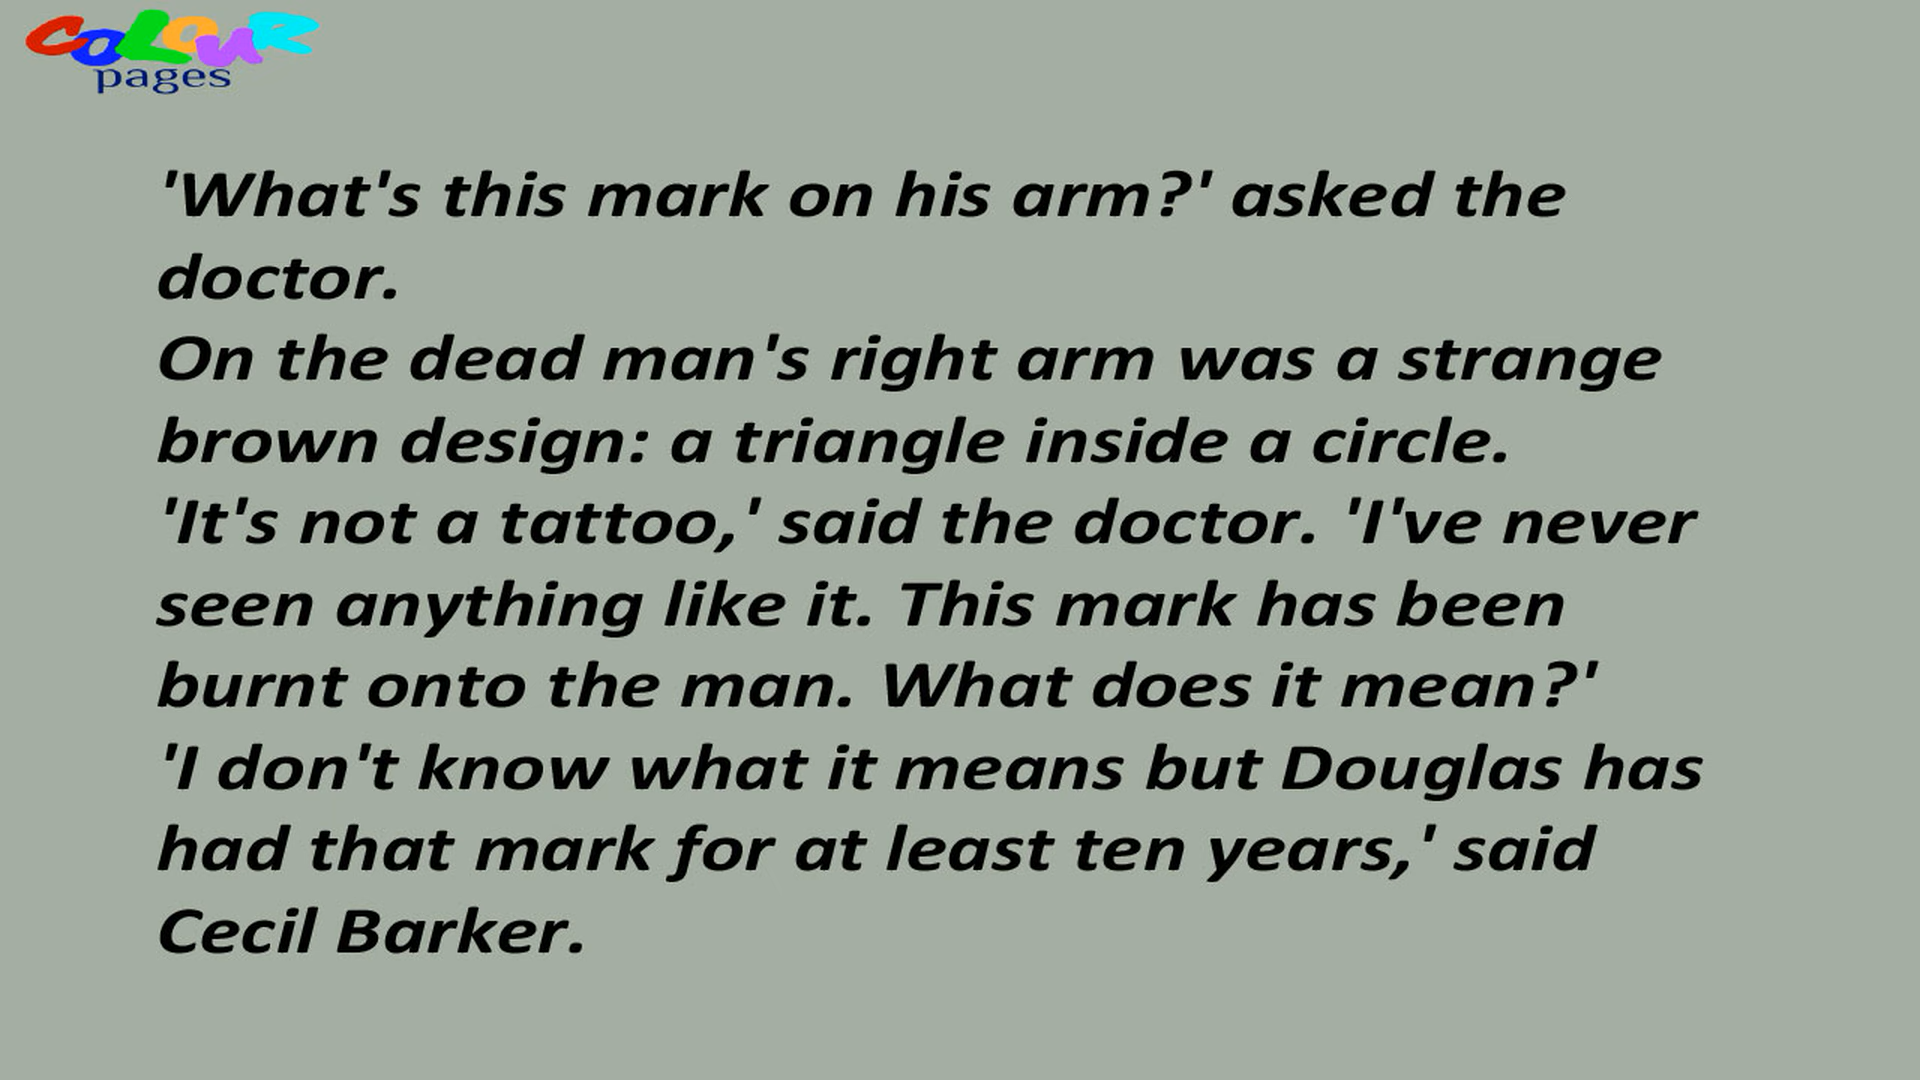 COLOUR
pages
'What's this mark on his arm?' asked the
doctor.
On the dead man's right arm was a strange
brown design: a triangle inside a circle.
'It's not a tattoo,' said the doctor. 'I've never
seen anything like it. This mark has been
burnt onto the man. What does it mean?'
'I don't know what it means but Douglas has
had that mark for at least ten years,' said
Cecil Barker.